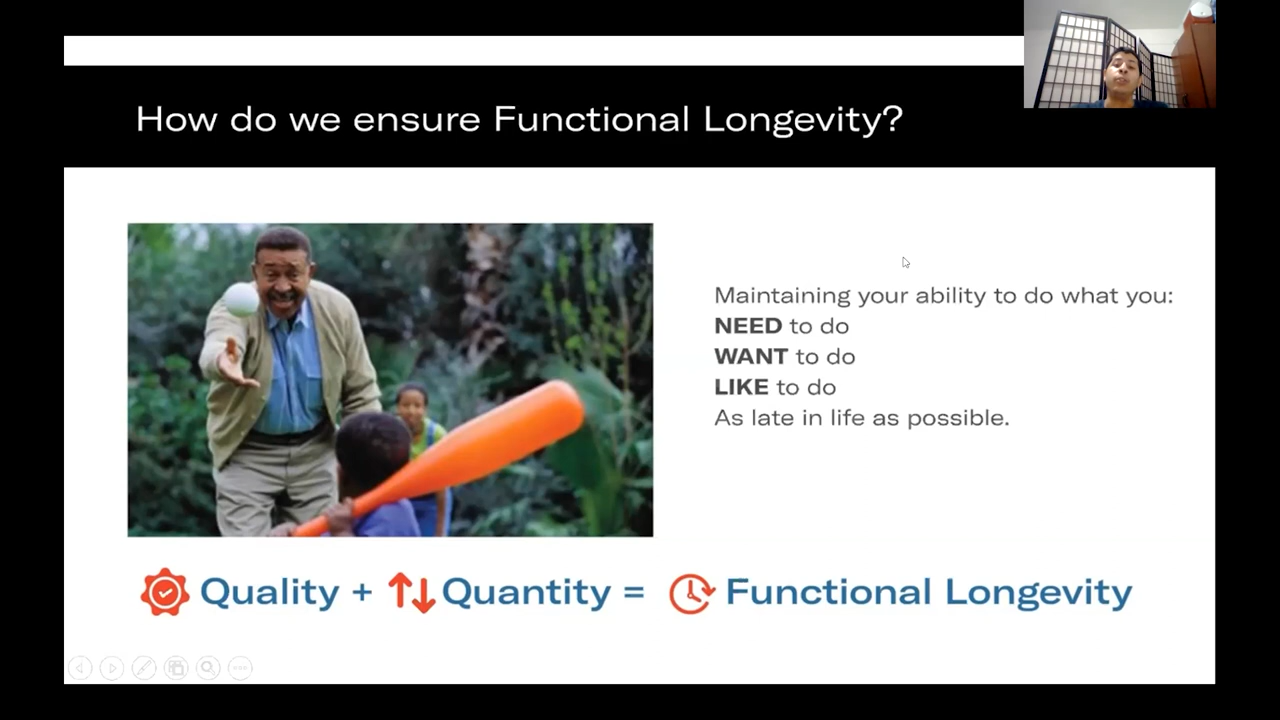 How do we ensure Functional Longevity?
Maintaining your ability to do what you:
NEED to do
WANT to do
LIKE to do
As late in life as possible.
Quality + Quantity = Functional Longevity